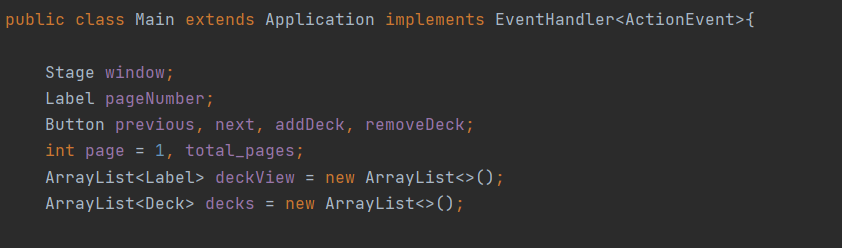 public class Main extends Application implements EventHandler<ActionEvent>{
Stage window;
Label pageNumber;
Button previous, next, addDeck, removeDeck;
int page = 1, total_pages;
ArrayList<Label> deckView = new ArrayList<>();
ArrayList<Deck> decks = new ArrayList<>();